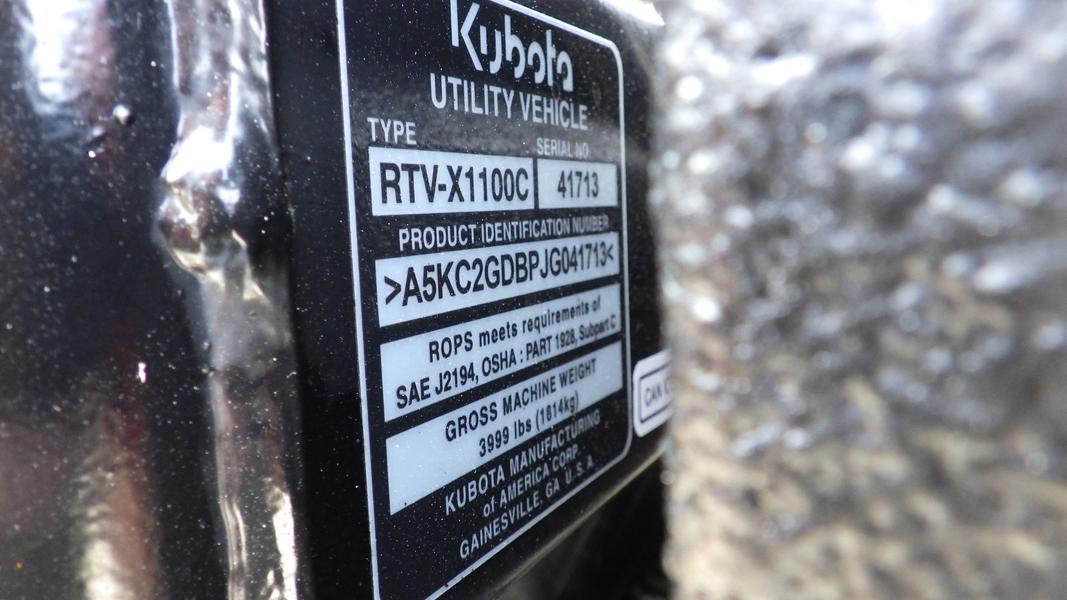 Kubota
UTILITY VEHICLE
TYPE
SERIAL NO
RTV-X1100C
41713
PRODUCT IDENTIFICATION NUMBER
>A5KC2GDBPJG041713<
ROPS meets requirements of
SAE J2194, OSHA : PART 1928, Subpart C
GROSS MACHINE WEIGHT
3999 lbs (1814kg)
KUBOTA MANUFACTURING
of AMERICA CORP.
GAINESVILLE, GA U.S.A.
CAN